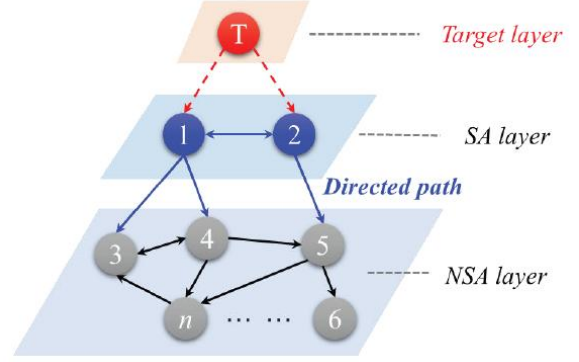 T
Target layer
1
2
SA layer
Directed path
3
4
5
NSA layer
n
... ...
6